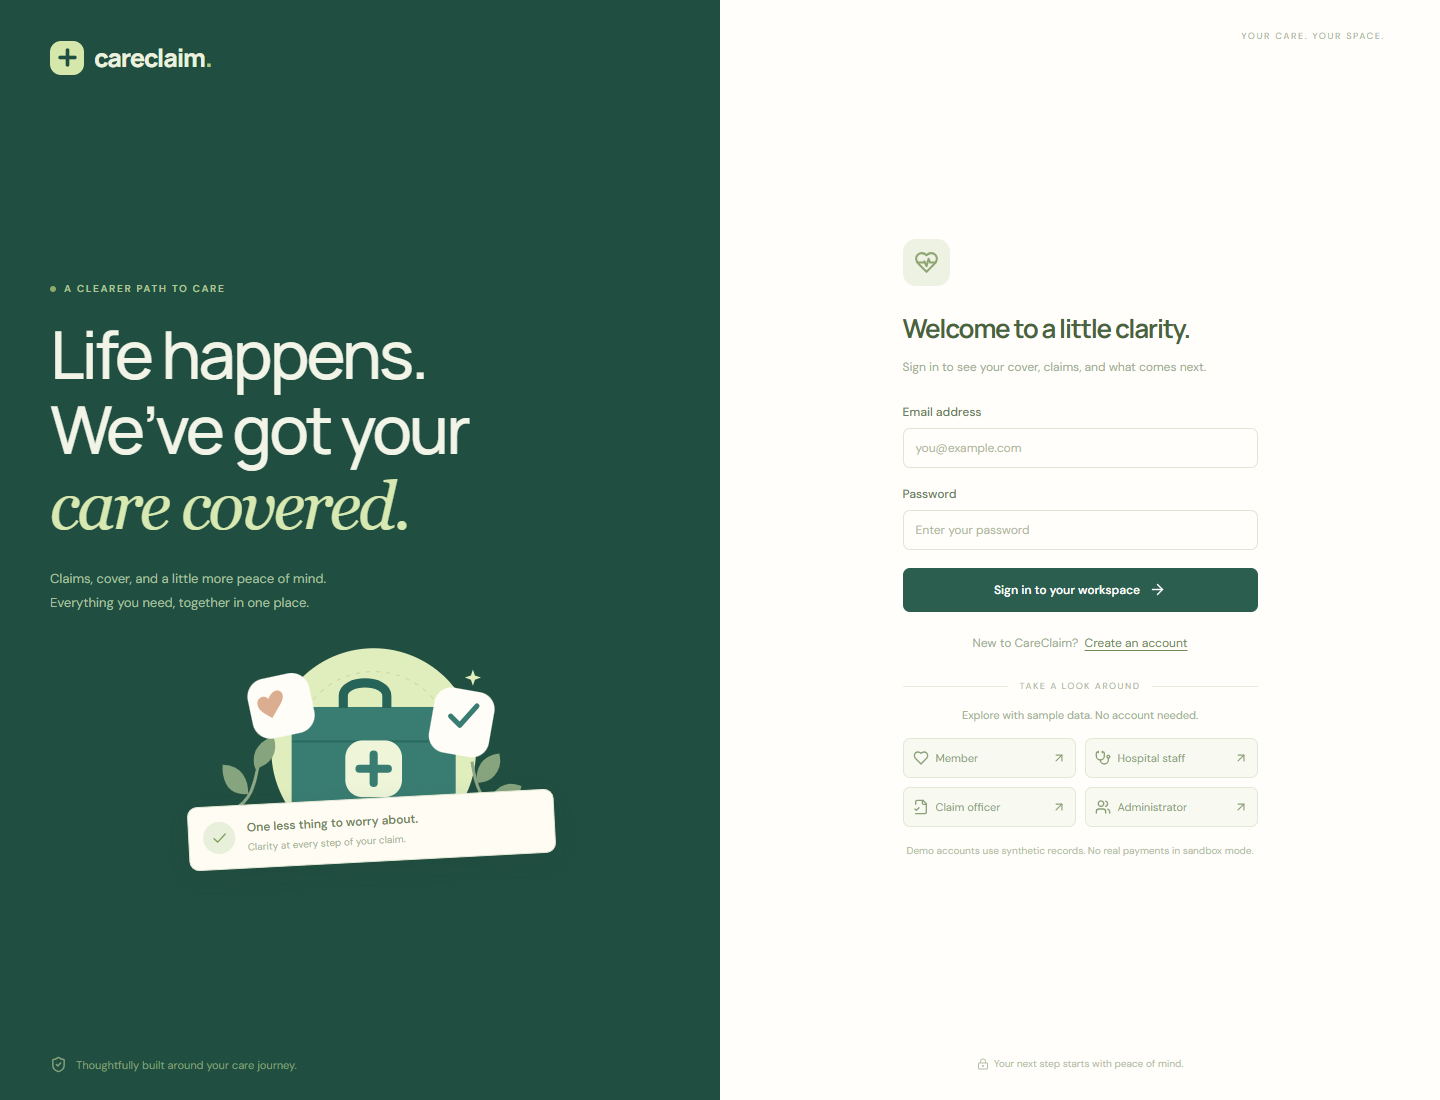 careclaim.
A CLEARER PATH TO CARE
Life happens.
We’ve got your
care covered.
Claims, cover, and a little more peace of mind.
Everything you need, together in one place.
One less thing to worry about.
Clarity at every step of your claim.
Thoughtfully built around your care journey.
YOUR CARE. YOUR SPACE.
Welcome to a little clarity.
Sign in to see your cover, claims, and what comes next.
Email address
you@example.com
Password
Enter your password
Sign in to your workspace
New to CareClaim? Create an account
TAKE A LOOK AROUND
Explore with sample data. No account needed.
Member
Hospital staff
Claim officer
Administrator
Demo accounts use synthetic records. No real payments in sandbox mode.
Your next step starts with peace of mind.